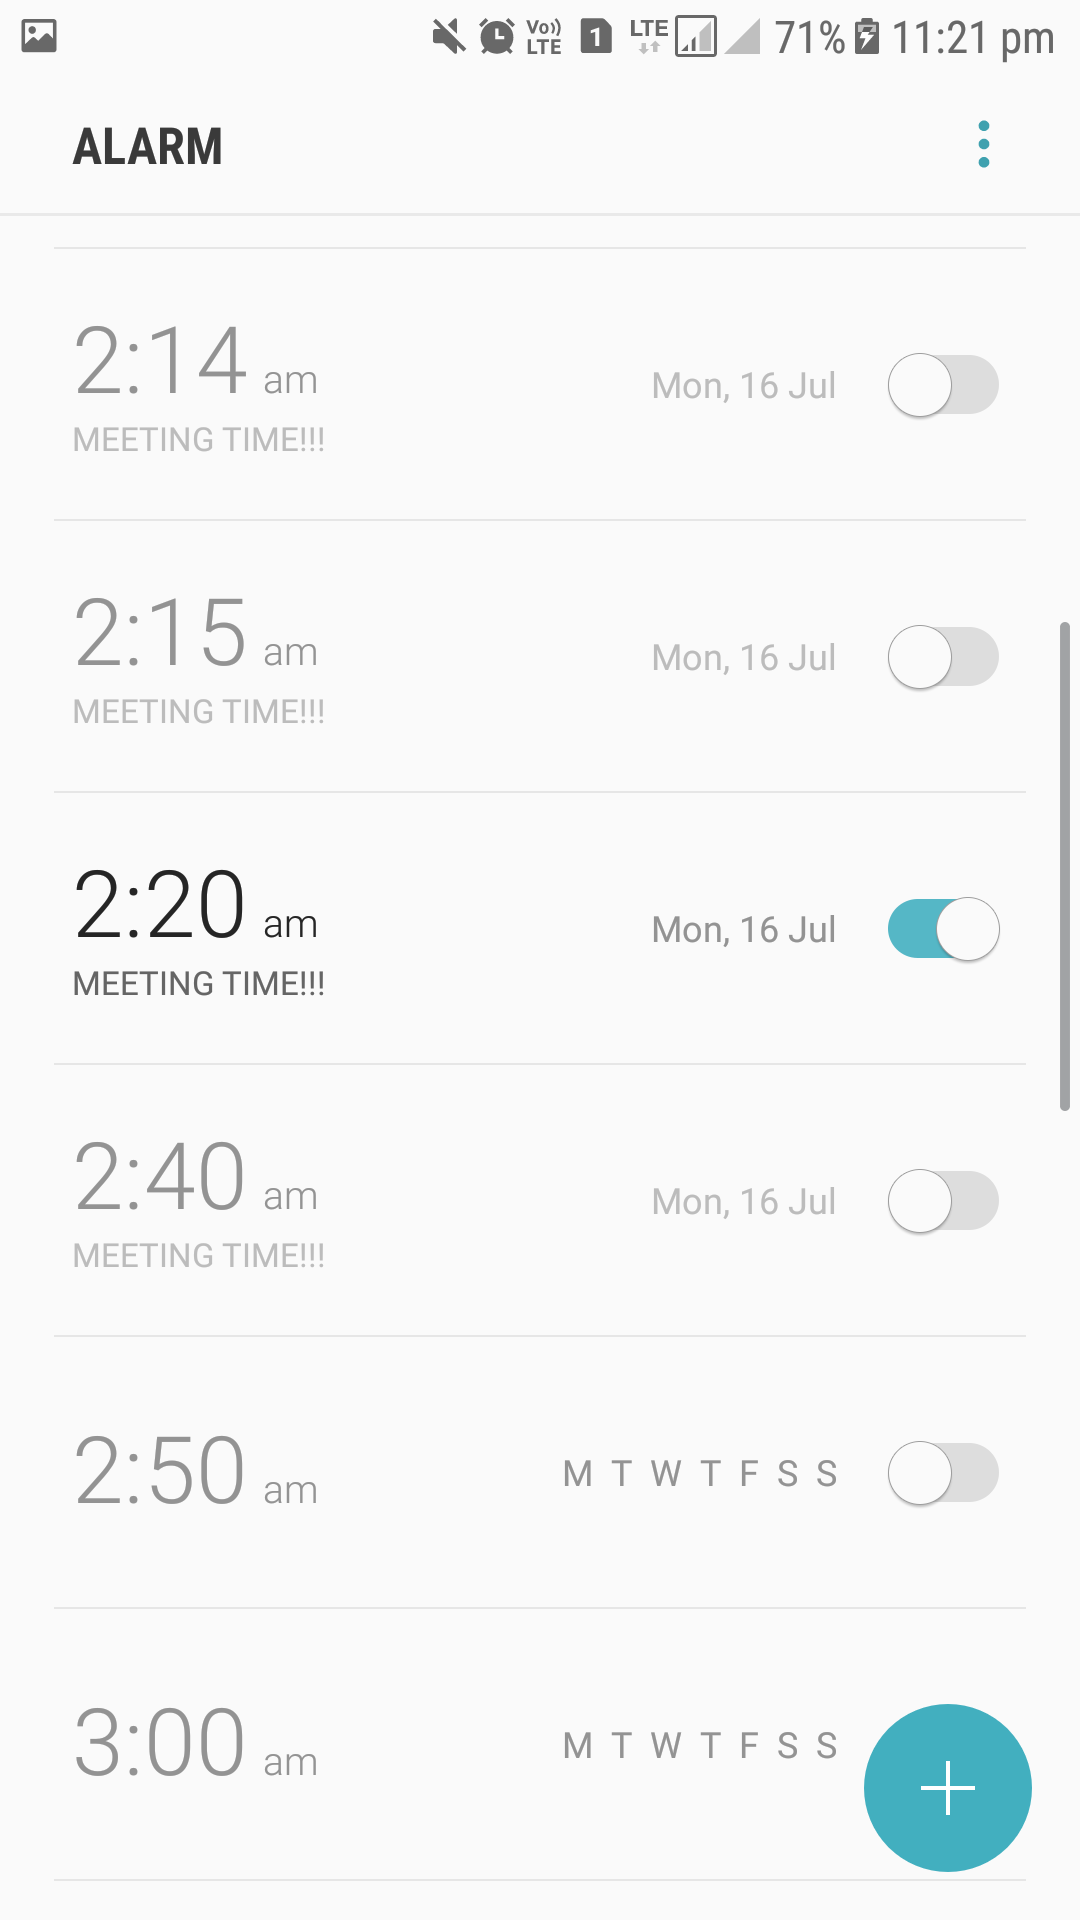 Vo)) LTE 1 LTE 71% 11:21 pm
ALARM
2:14 am Mon, 16 Jul
MEETING TIME!!!
2:15 am Mon, 16 Jul
MEETING TIME!!!
2:20 am Mon, 16 Jul
MEETING TIME!!!
2:40 am Mon, 16 Jul
MEETING TIME!!!
2:50 am M T W T F S S
3:00 am M T W T F S S